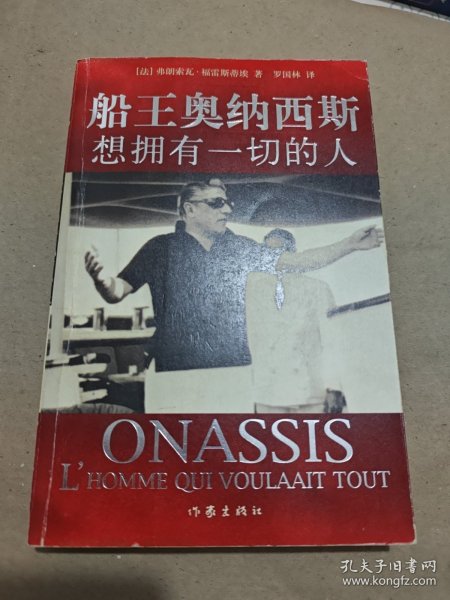 [法] 弗朗索瓦·福雷斯蒂埃 著 罗国林 译
船王奥纳西斯
想拥有一切的人
ONASSIS
L'HOMME QUI VOULAAIT TOUT
作家出版社
孔夫子旧书网
www.kongfz.com